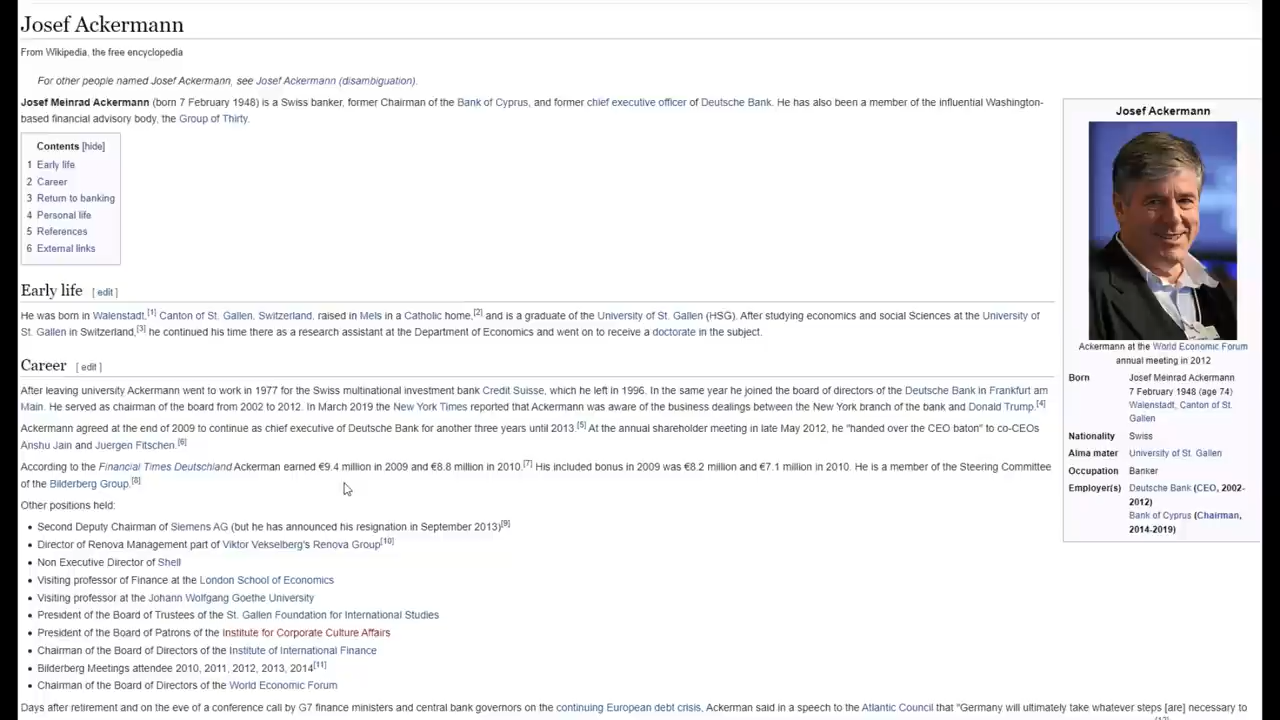 Josef Ackermann
From Wikipedia, the free encyclopedia
For other people named Josef Ackermann, see Josef Ackermann (disambiguation).
Josef Meinrad Ackermann (born 7 February 1948) is a Swiss banker, former Chairman of the Bank of Cyprus, and former chief executive officer of Deutsche Bank. He has also been a member of the influential Washington-
based financial advisory body, the Group of Thirty.
Contents [hide]
1 Early life
2 Career
3 Return to banking
4 Personal life
5 References
6 External links
Early life [ edit ]
He was born in Walenstadt,[1] Canton of St. Gallen, Switzerland, raised in Mels in a Catholic home,[2] and is a graduate of the University of St. Gallen (HSG). After studying economics and social Sciences at the University of
St. Gallen in Switzerland,[3] he continued his time there as a research assistant at the Department of Economics and went on to receive a doctorate in the subject.
Career [ edit ]
After leaving university Ackermann went to work in 1977 for the Swiss multinational investment bank Credit Suisse, which he left in 1996. In the same year he joined the board of directors of the Deutsche Bank in Frankfurt am
Main. He served as chairman of the board from 2002 to 2012. In March 2019 the New York Times reported that Ackermann was aware of the business dealings between the New York branch of the bank and Donald Trump.[4]
Ackermann agreed at the end of 2009 to continue as chief executive of Deutsche Bank for another three years until 2013.[5] At the annual shareholder meeting in late May 2012, he "handed over the CEO baton" to co-CEOs
Anshu Jain and Juergen Fitschen.[6]
According to the Financial Times Deutschland Ackerman earned €9.4 million in 2009 and €8.8 million in 2010.[7] His included bonus in 2009 was €8.2 million and €7.1 million in 2010. He is a member of the Steering Committee
of the Bilderberg Group.[8]
Other positions held:
• Second Deputy Chairman of Siemens AG (but he has announced his resignation in September 2013)[9]
• Director of Renova Management part of Viktor Vekselberg's Renova Group[10]
• Non Executive Director of Shell
• Visiting professor of Finance at the London School of Economics
• Visiting professor at the Johann Wolfgang Goethe University
• President of the Board of Trustees of the St. Gallen Foundation for International Studies
• President of the Board of Patrons of the Institute for Corporate Culture Affairs
• Chairman of the Board of Directors of the Institute of International Finance
• Bilderberg Meetings attendee 2010, 2011, 2012, 2013, 2014[11]
• Chairman of the Board of Directors of the World Economic Forum
Days after retirement and on the eve of a conference call by G7 finance ministers and central bank governors on the continuing European debt crisis, Ackerman said in a speech to the Atlantic Council that "Germany will ultimately take whatever steps [are] necessary to
Josef Ackermann
Ackermann at the World Economic Forum
annual meeting in 2012
Born Josef Meinrad Ackermann
7 February 1948 (age 74)
Walenstadt, Canton of St.
Gallen
Nationality Swiss
Alma mater University of St. Gallen
Occupation Banker
Employer(s) Deutsche Bank (CEO, 2002-
2012)
Bank of Cyprus (Chairman,
2014-2019)